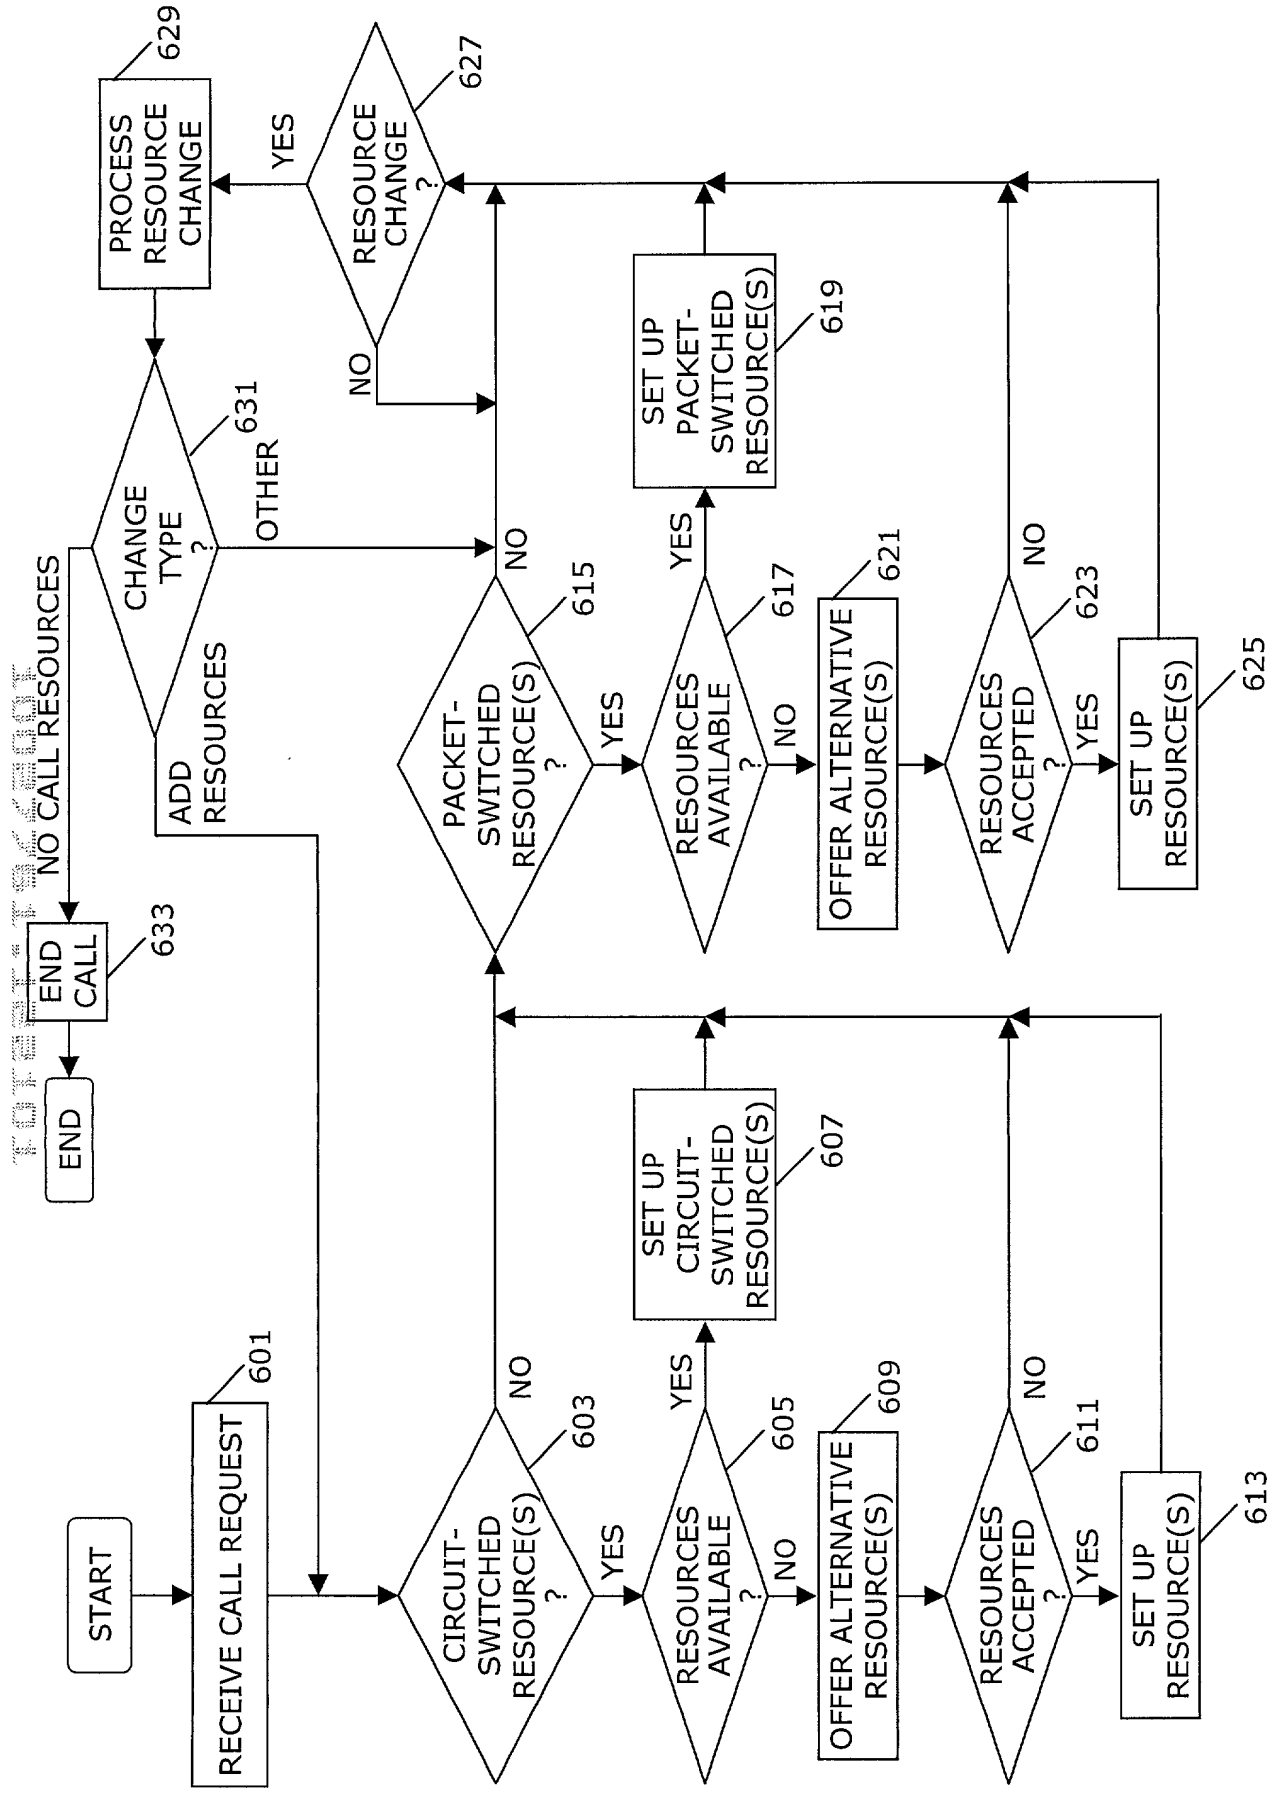 START
RECEIVE CALL REQUEST
601
CIRCUIT-
SWITCHED
RESOURCE(S)
?
603
NO
YES
RESOURCES
AVAILABLE
?
605
YES
NO
SET UP
CIRCUIT-
SWITCHED
RESOURCE(S)
607
OFFER ALTERNATIVE
RESOURCE(S)
609
RESOURCES
ACCEPTED
?
611
NO
YES
SET UP
RESOURCE(S)
613
END
END
CALL
633
NO CALL RESOURCES
ADD
RESOURCES
CHANGE
TYPE
?
631
OTHER
PACKET-
SWITCHED
RESOURCE(S)
?
615
NO
YES
RESOURCES
AVAILABLE
?
617
YES
NO
SET UP
PACKET-
SWITCHED
RESOURCE(S)
619
OFFER ALTERNATIVE
RESOURCE(S)
621
RESOURCES
ACCEPTED
?
623
NO
YES
SET UP
RESOURCE(S)
625
PROCESS
RESOURCE
CHANGE
629
YES
RESOURCE
CHANGE
?
627
NO